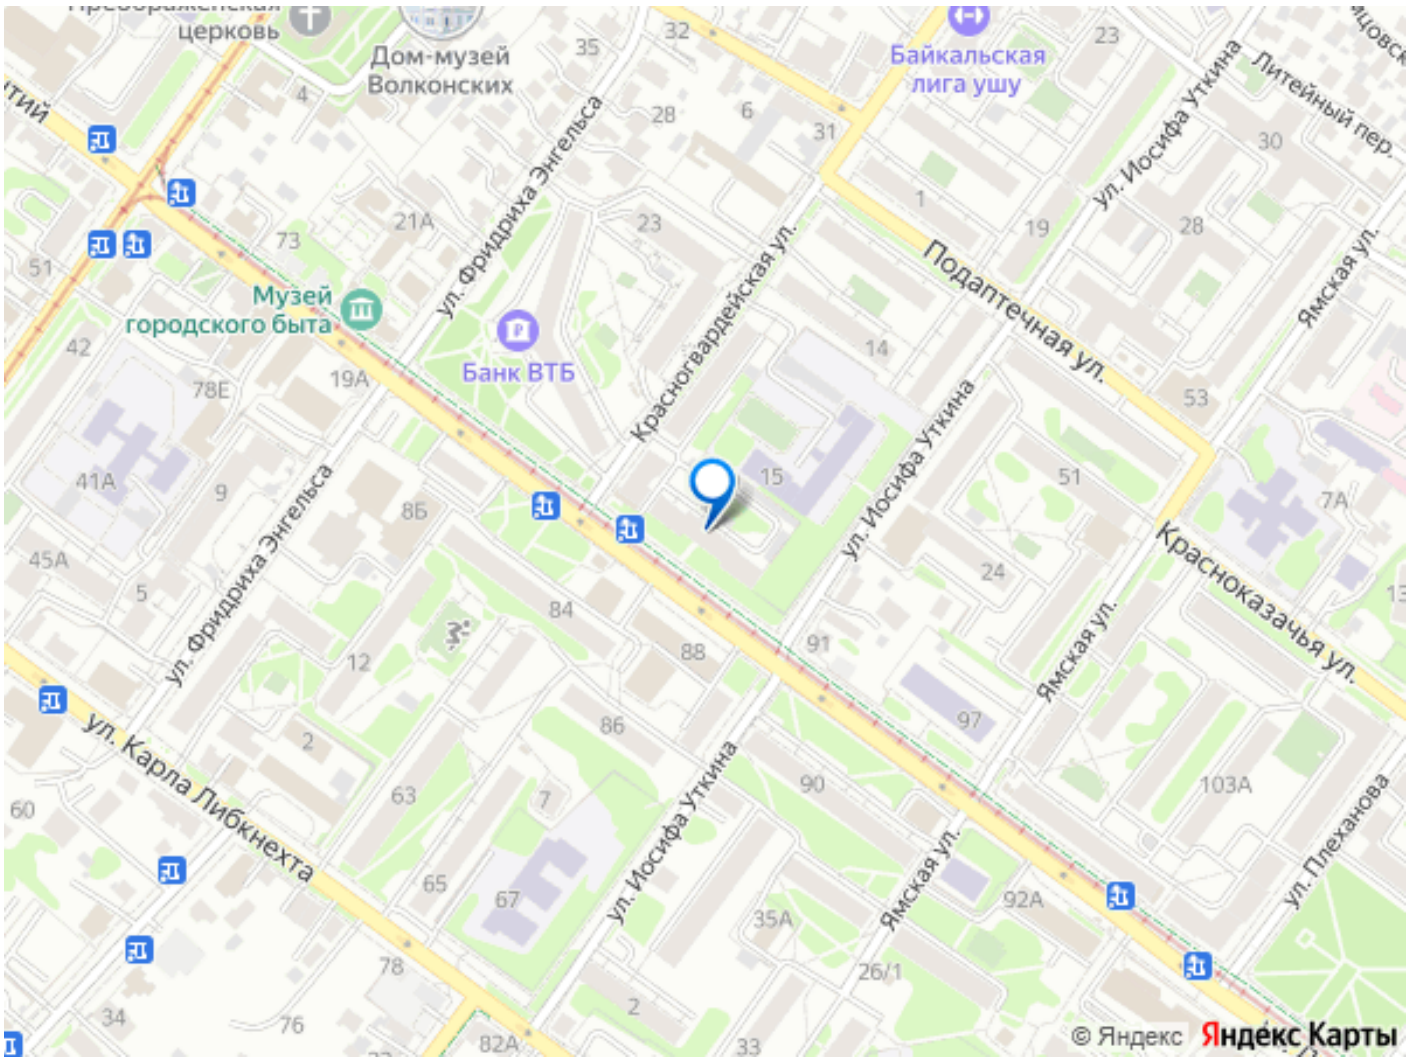 церковь
Дом-музей
Волконских
35
32
Байкальская
лига ушу
23
ул. Иосифа Уткина
Литейный пер.
4
28
6
31
30
ул. Фридриха Энгельса
21А
73
23
1
19
28
51
Музей
городского быта
Красногвардейская ул.
Подаптечная ул.
Ямская ул.
Банк ВТБ
42
78Е
19А
14
53
41А
9
8Б
15
ул. Иосифа Уткина
51
7А
45А
5
ул. Фридриха Энгельса
84
24
Красноказачья ул.
12
88
91
Ямская ул.
97
ул. Карла Либкнехта
2
86
63
7
90
103А
60
ул. Иосифа Уткина
ул. Плеханова
65
67
35А
Ямская ул.
92А
78
26/1
34
76
82А
2
33
© Яндекс Яндекс Карты